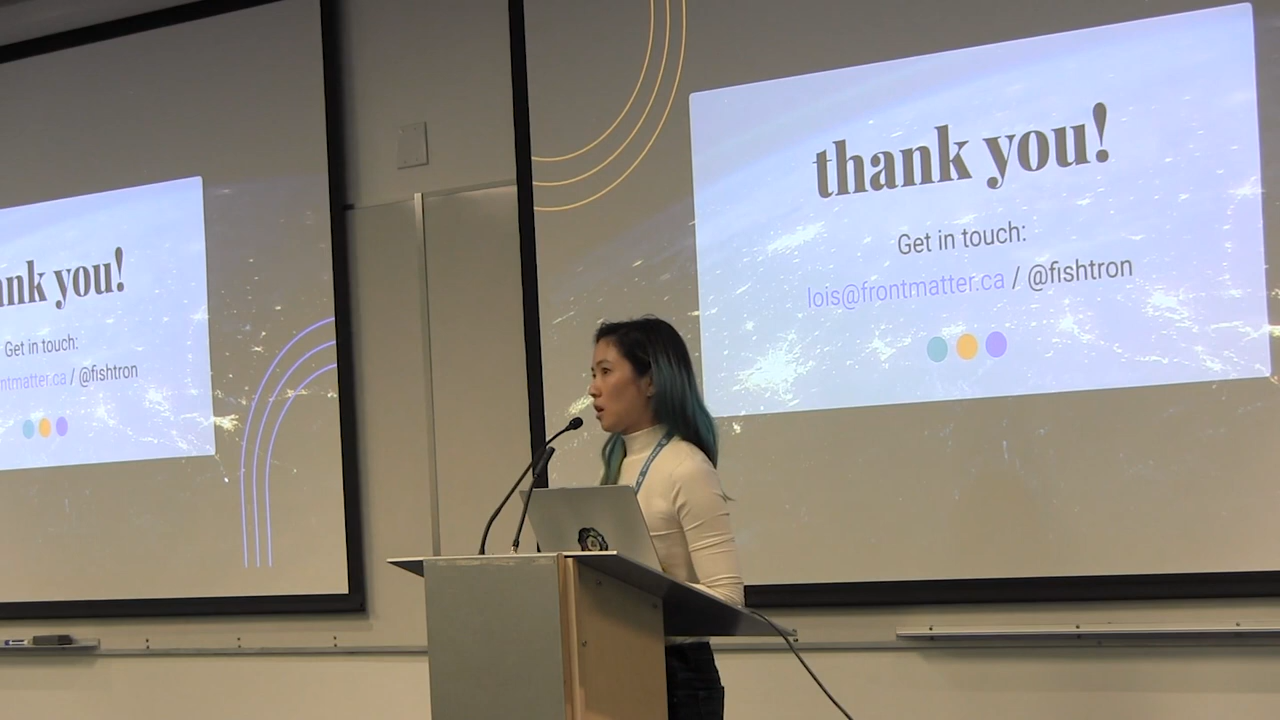 ank you!
Get in touch:
ntmatter.ca / @fishtron
thank you!
Get in touch:
lois@frontmatter.ca / @fishtron